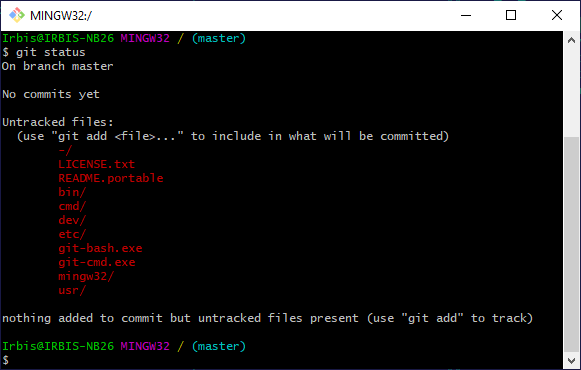 MINGW32:/
Irbis@IRBIS-NB26 MINGW32 / (master)
$ git status
On branch master
No commits yet
Untracked files:
(use "git add <file>..." to include in what will be committed)
~/
LICENSE.txt
README.portable
bin/
cmd/
dev/
etc/
git-bash.exe
git-cmd.exe
mingw32/
usr/
nothing added to commit but untracked files present (use "git add" to track)
Irbis@IRBIS-NB26 MINGW32 / (master)
$